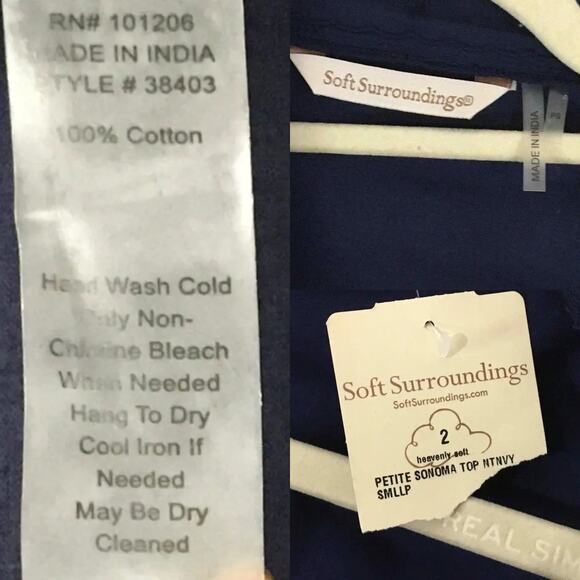 RN# 101206
MADE IN INDIA
STYLE # 38403
100% Cotton
Hand Wash Cold
Only Non-
Chlorine Bleach
When Needed
Hang To Dry
Cool Iron If
Needed
May Be Dry
Cleaned
Soft Surroundings®
PS
MADE IN INDIA
Soft Surroundings
SoftSurroundings.com
2
heavenly soft
PETITE SONOMA TOP NTNVY
SMLLP
REAL SIM